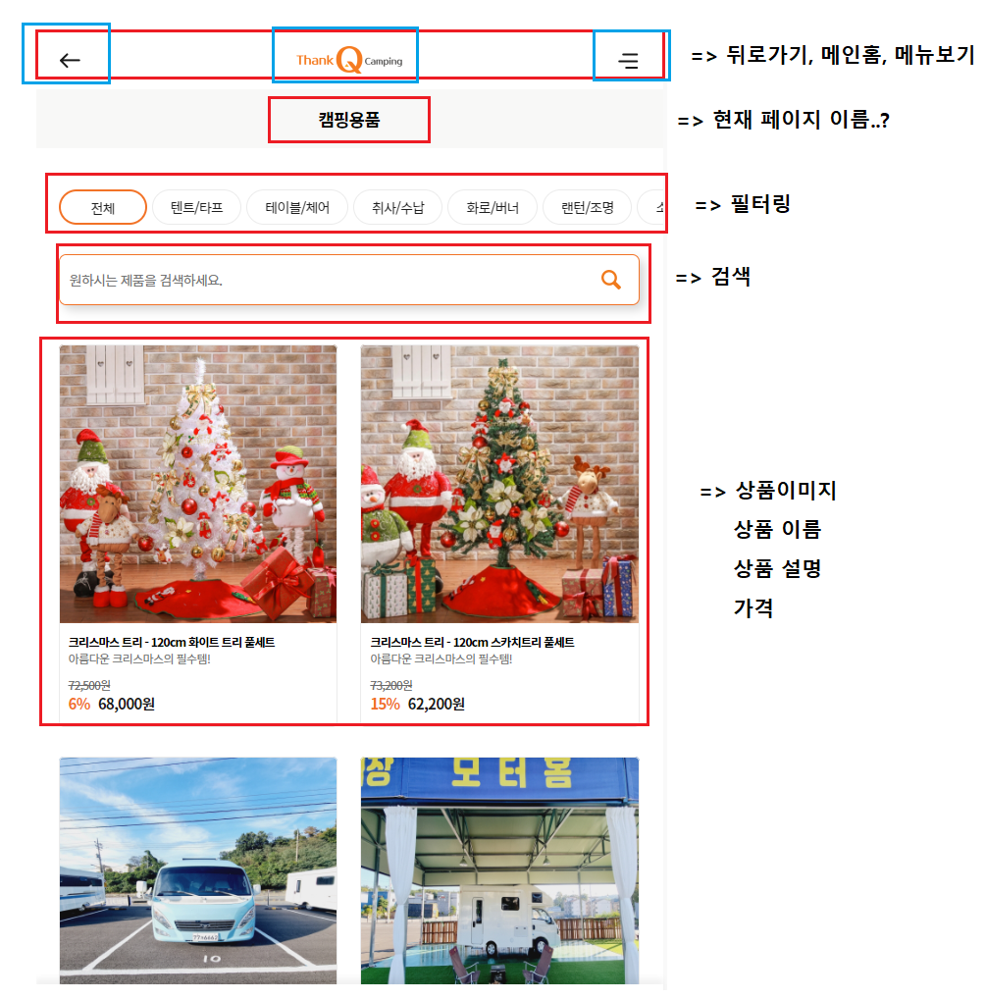 Thank Q Camping
=> 뒤로가기, 메인홈, 메뉴보기
캠핑용품
=> 현재 페이지 이름..?
전체 텐트/타프 테이블/체어 취사/수납 화로/버너 랜턴/조명
=> 필터링
원하시는 제품을 검색하세요.
=> 검색
=> 상품이미지
상품 이름
상품 설명
가격
크리스마스 트리 - 120cm 화이트 트리 풀세트
아름다운 크리스마스의 필수템!
72,500원
6% 68,000원
크리스마스 트리 - 120cm 스카치트리 풀세트
아름다운 크리스마스의 필수템!
73,200원
15% 62,200원
장 모터홈
10